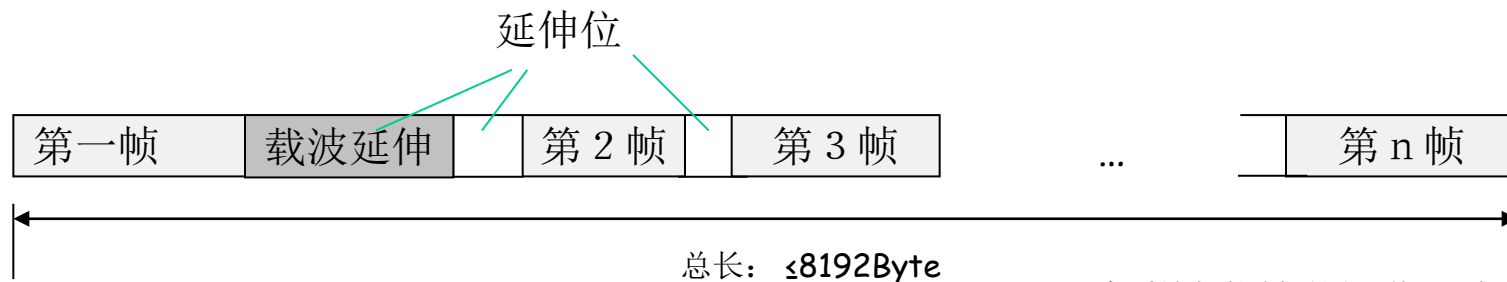 延伸位
第一帧 载波延伸 第 2 帧 第 3 帧 ... 第 n 帧
总长： ≤8192Byte